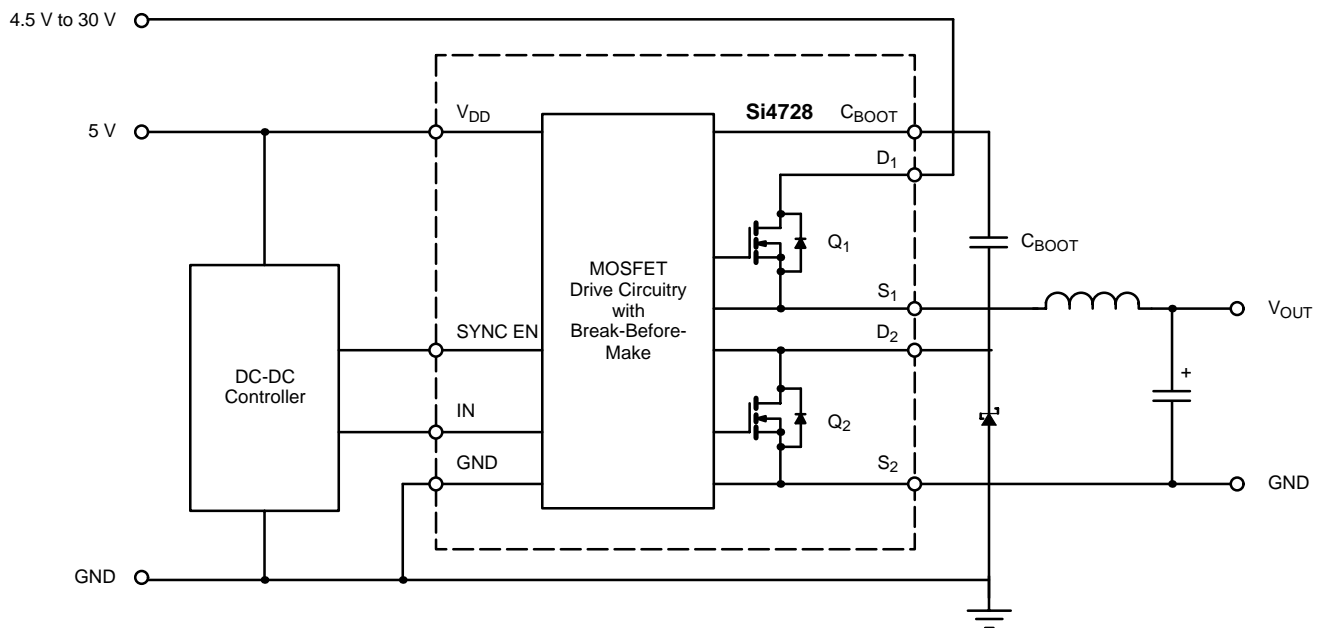 4.5 V to 30 V
5 V
VDD
Si4728
CBOOT
D1
Q1
CBOOT
MOSFET
Drive Circuitry
with
Break-Before-
Make
S1
VOUT
SYNC EN
D2
DC-DC
Controller
+
IN
Q2
GND
S2
GND
GND